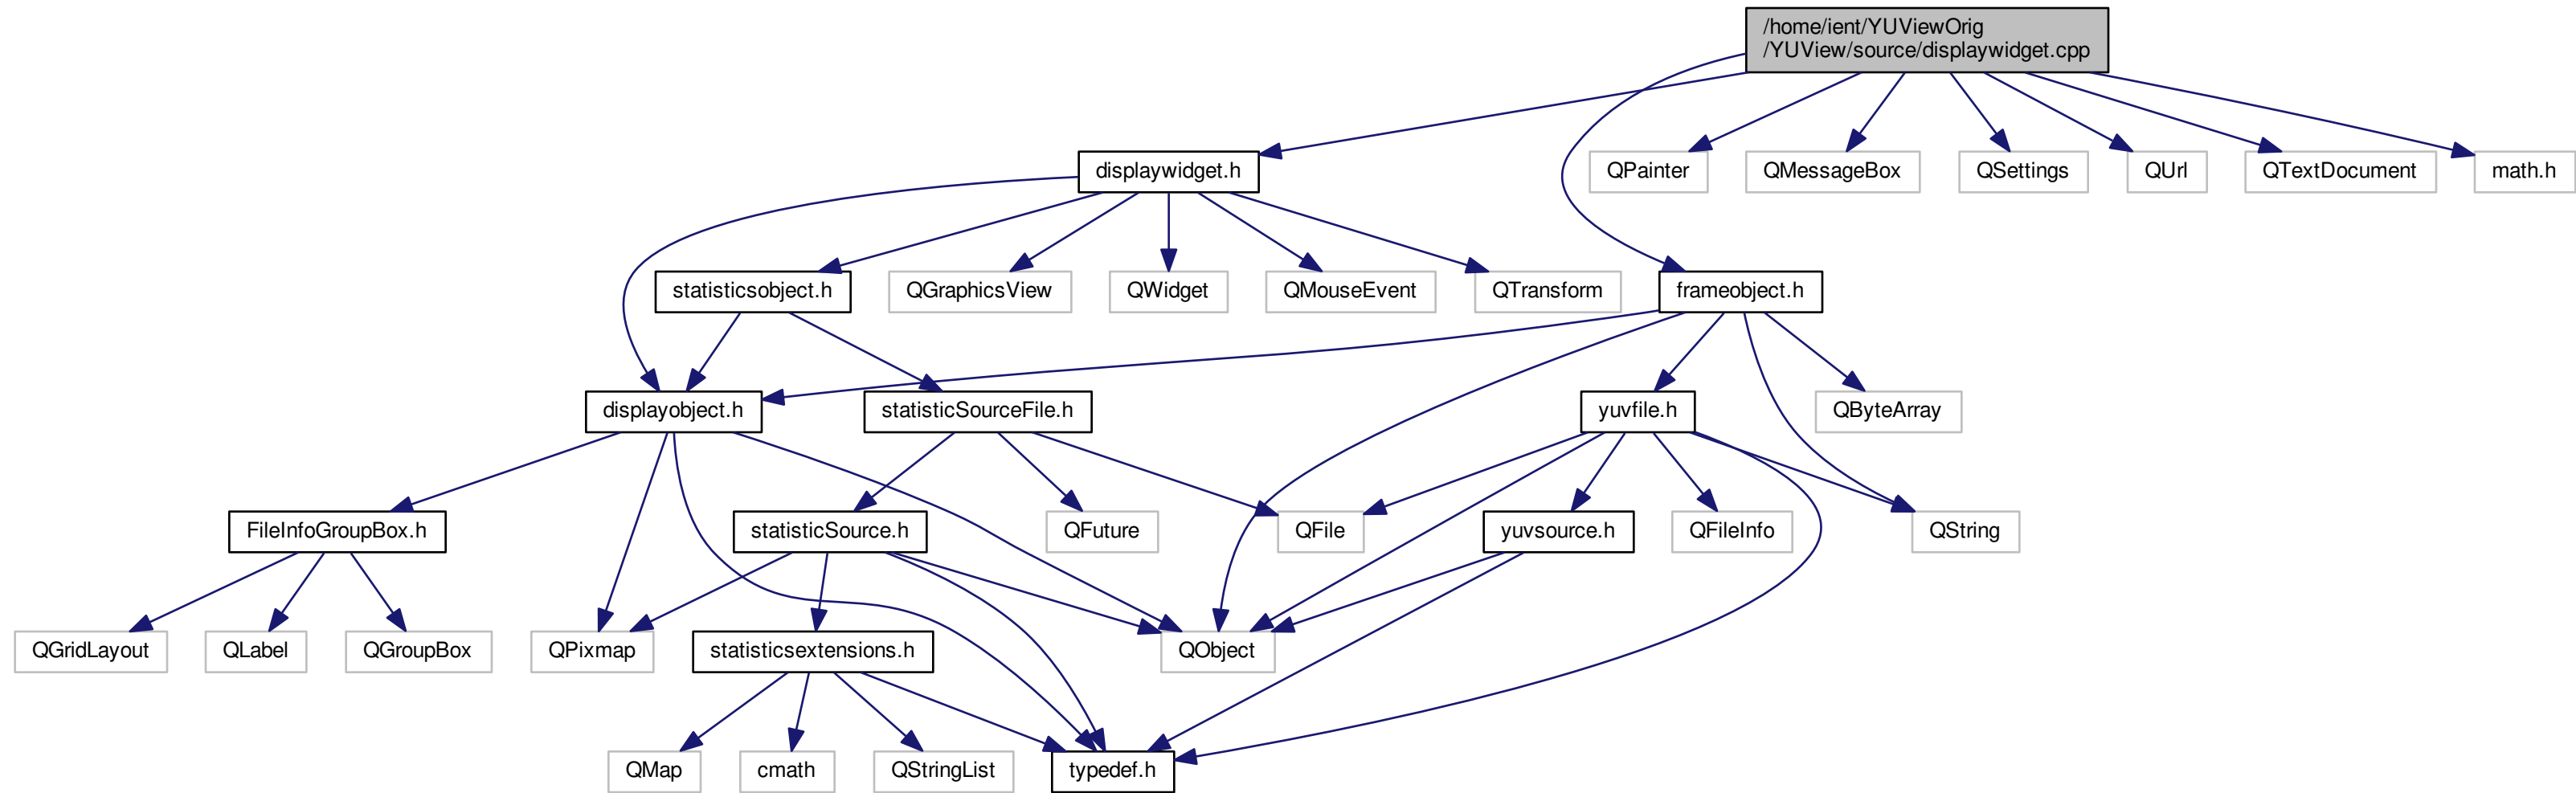 /home/ient/YUViewOrig
/YUView/source/displaywidget.cpp
displaywidget.h
QPainter
QMessageBox
QSettings
QUrl
QTextDocument
math.h
statisticsobject.h
QGraphicsView
QWidget
QMouseEvent
QTransform
frameobject.h
displayobject.h
statisticSourceFile.h
yuvfile.h
QByteArray
FileInfoGroupBox.h
statisticSource.h
QFuture
QFile
yuvsource.h
QFileInfo
QString
QGridLayout
QLabel
QGroupBox
QPixmap
statisticsextensions.h
QObject
QMap
cmath
QStringList
typedef.h